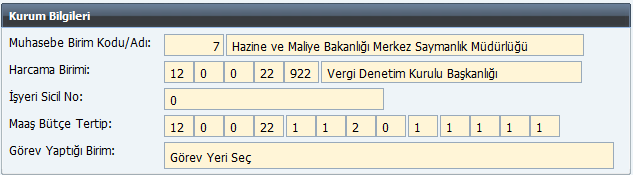 Kurum Bilgileri
Muhasebe Birim Kodu/Adı: 7 Hazine ve Maliye Bakanlığı Merkez Saymanlık Müdürlüğü
Harcama Birimi: 12 0 0 22 922 Vergi Denetim Kurulu Başkanlığı
İşyeri Sicil No: 0
Maaş Bütçe Tertip: 12 0 0 22 1 1 2 0 1 1 1 1 1
Görev Yaptığı Birim: Görev Yeri Seç